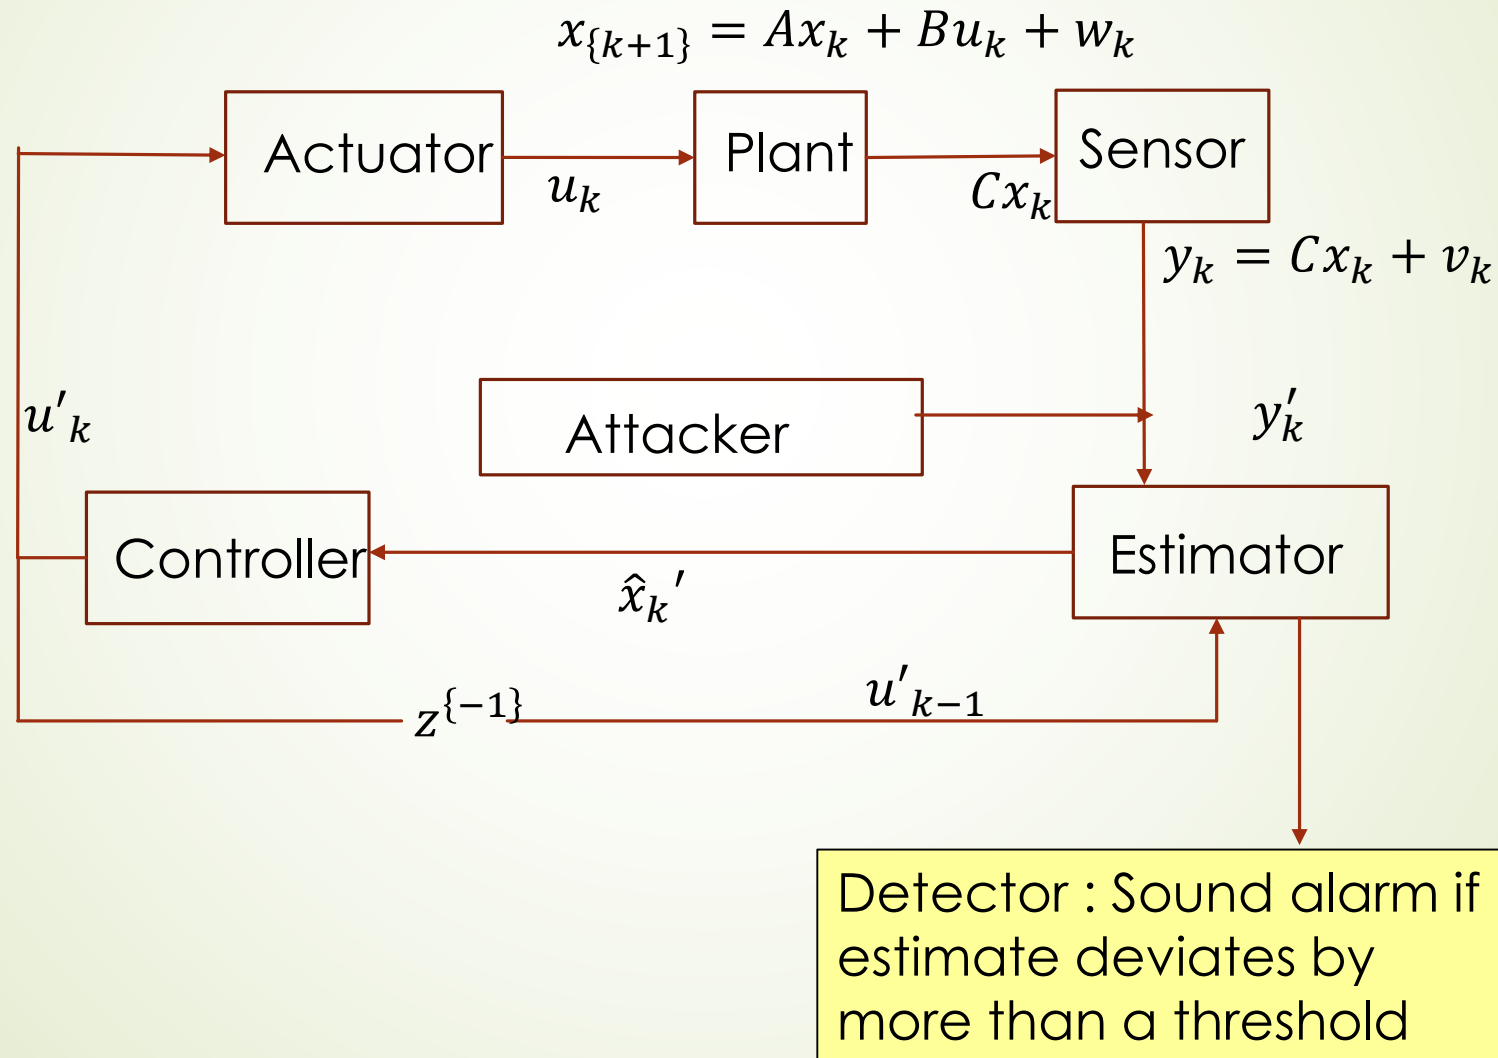 x_{k+1} = Ax_k + Bu_k + w_k
Actuator
Plant
Sensor
u_k
Cx_k
y_k = Cx_k + v_k
u'_k
Attacker
y'_k
Controller
Estimator
x̂_k'
z^{-1}
u'_{k-1}
Detector : Sound alarm if
estimate deviates by
more than a threshold